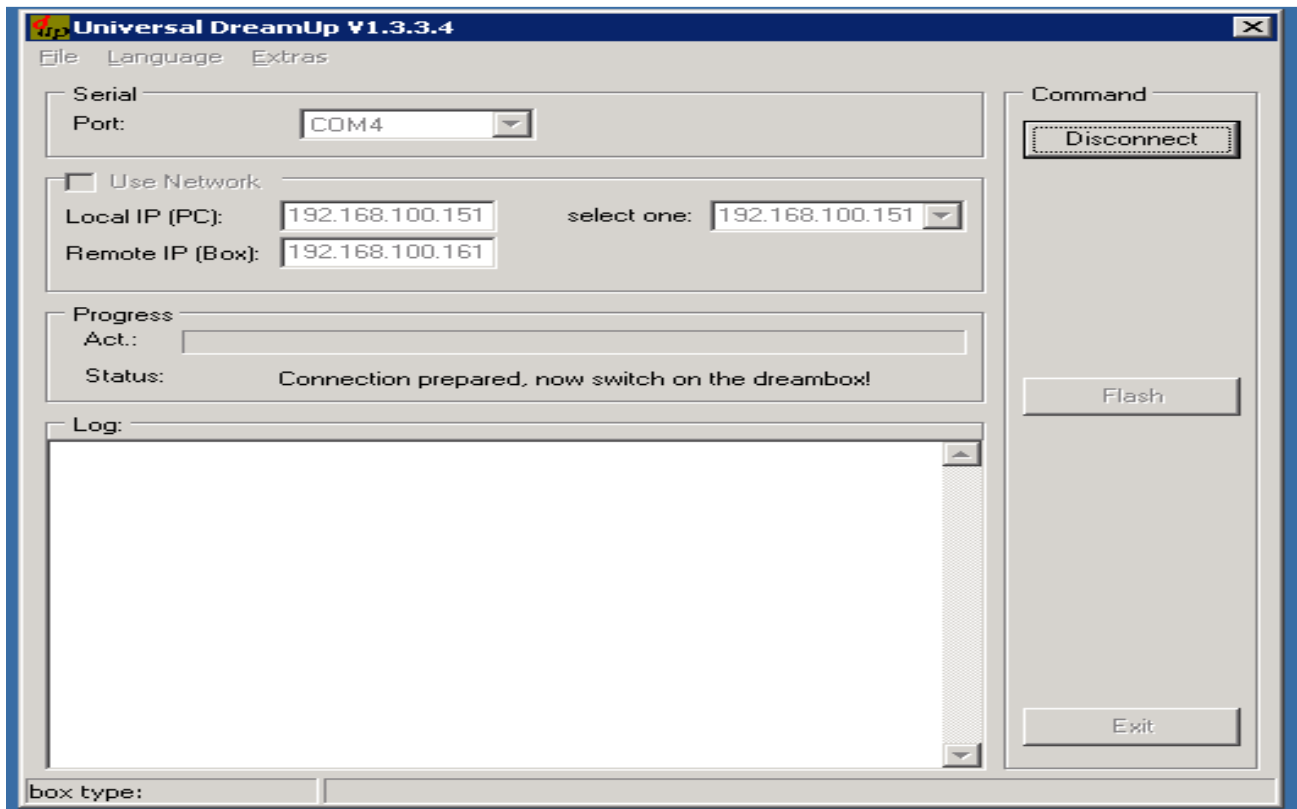 Universal DreamUp V1.3.3.4
File Language Extras
Serial
Port: COM4
Use Network
Local IP (PC): 192.168.100.151 select one: 192.168.100.151
Remote IP (Box): 192.168.100.161
Progress
Act.:
Status: Connection prepared, now switch on the dreambox!
Log:
Command
Disconnect
Flash
Exit
box type: